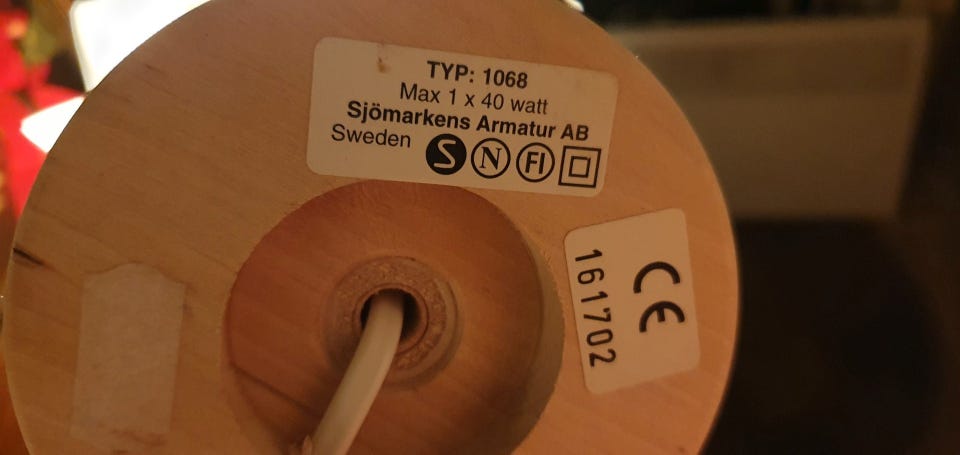 TYP: 1068
Max 1 x 40 watt
Sjömarkens Armatur AB
Sweden S N FI
CE
161702